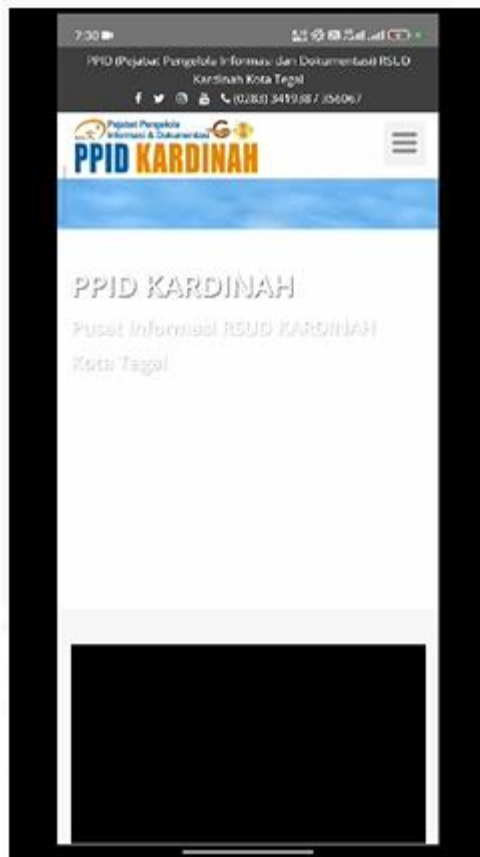 7:30
PPID (Pejabat Pengelola Informasi dan Dokumentasi) RSUD
Kardinah Kota Tegal
(0283) 341938 / 356067
Pejabat Pengelola
Informasi & Dokumentasi
PPID KARDINAH
PPID KARDINAH
Pusat Informasi RSUD KARDINAH
Kota Tegal